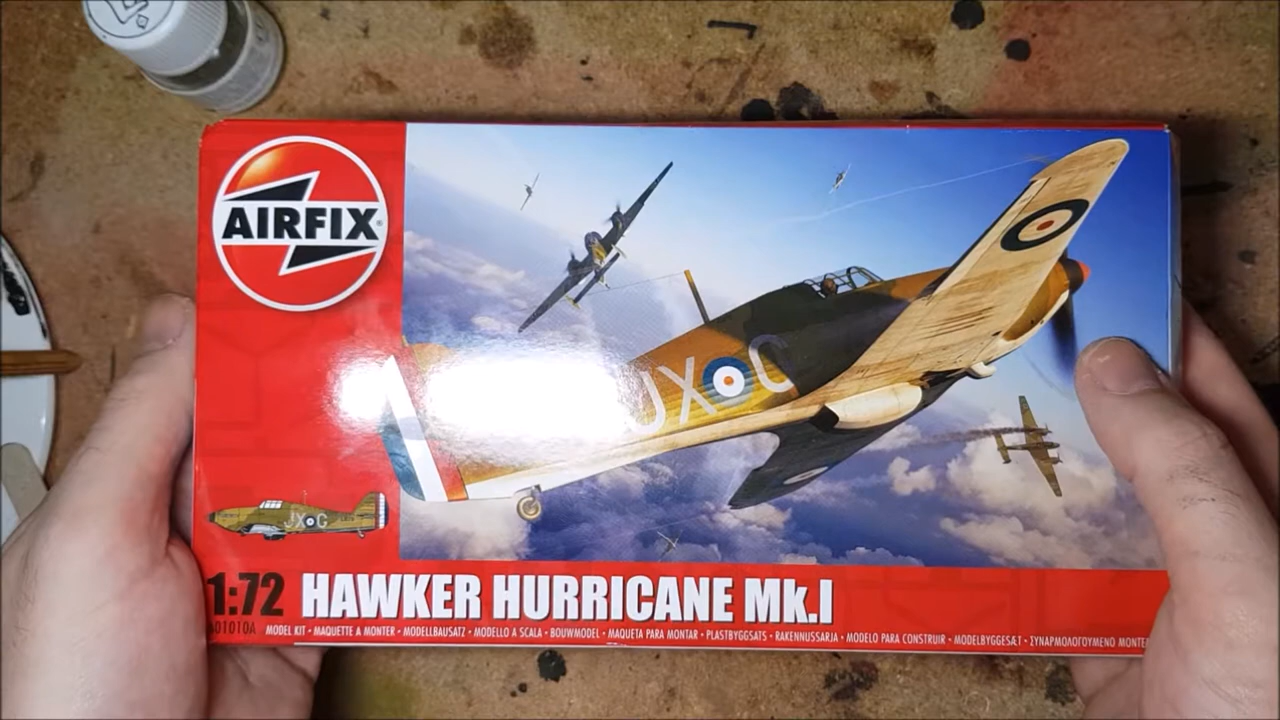 AIRFIX
JX G
JX G
1:72 HAWKER HURRICANE Mk.I
A01010A MODEL KIT • MAQUETTE A MONTER • MODELLBAUSATZ • MODELLO A SCALA • BOUWMODEL • MAQUETA PARA MONTAR • PLASTBYGGSATS • RAKENNUSSARJA • MODELO PARA CONSTRUIR • MODELBYGGESÆT • ΣΥΝΑΡΜΟΛΟΓΟΥΜΕΝΟ